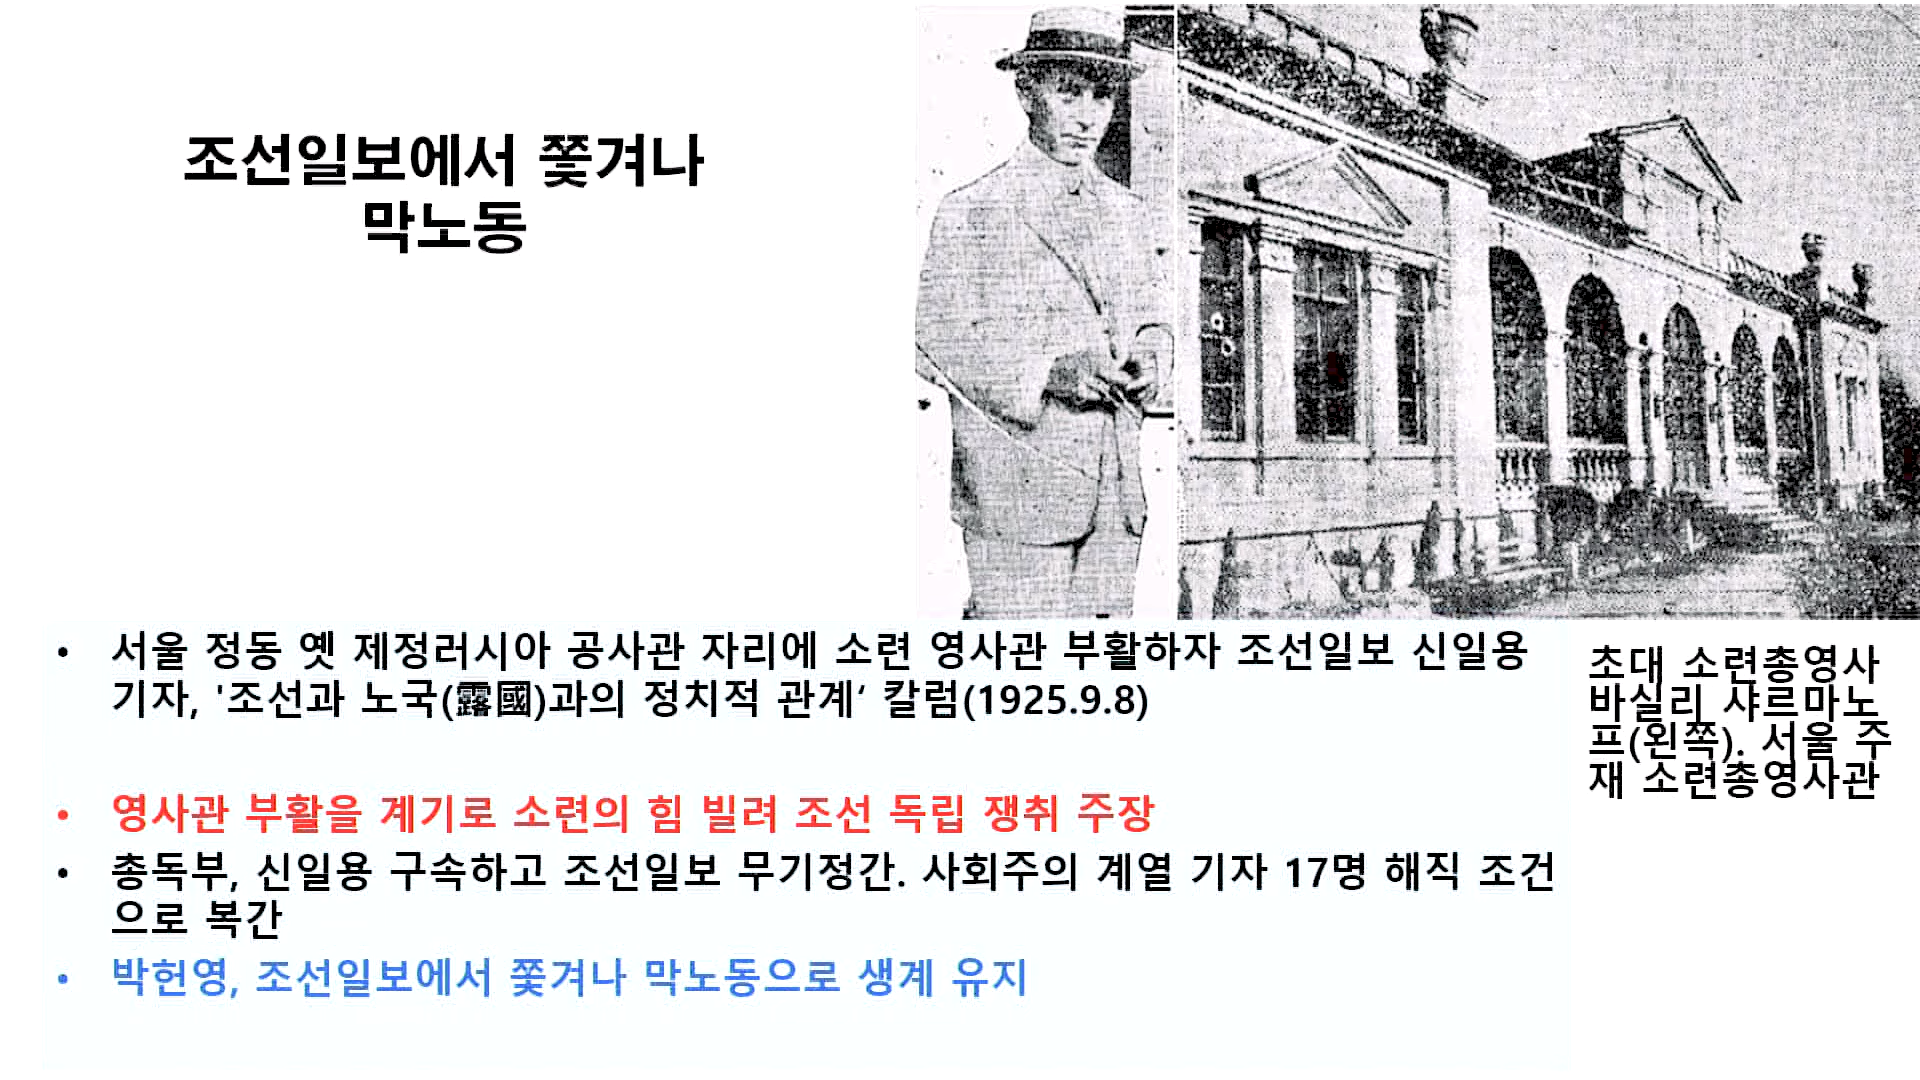 조선일보에서 쫓겨나
막노동
• 서울 정동 옛 제정러시아 공사관 자리에 소련 영사관 부활하자 조선일보 신일용
기자, '조선과 노국(露國)과의 정치적 관계‘ 칼럼(1925.9.8)
• 영사관 부활을 계기로 소련의 힘 빌려 조선 독립 쟁취 주장
• 총독부, 신일용 구속하고 조선일보 무기정간. 사회주의 계열 기자 17명 해직 조건
으로 복간
• 박헌영, 조선일보에서 쫓겨나 막노동으로 생계 유지
초대 소련총영사
바실리 샤르마노
프(왼쪽). 서울 주
재 소련총영사관